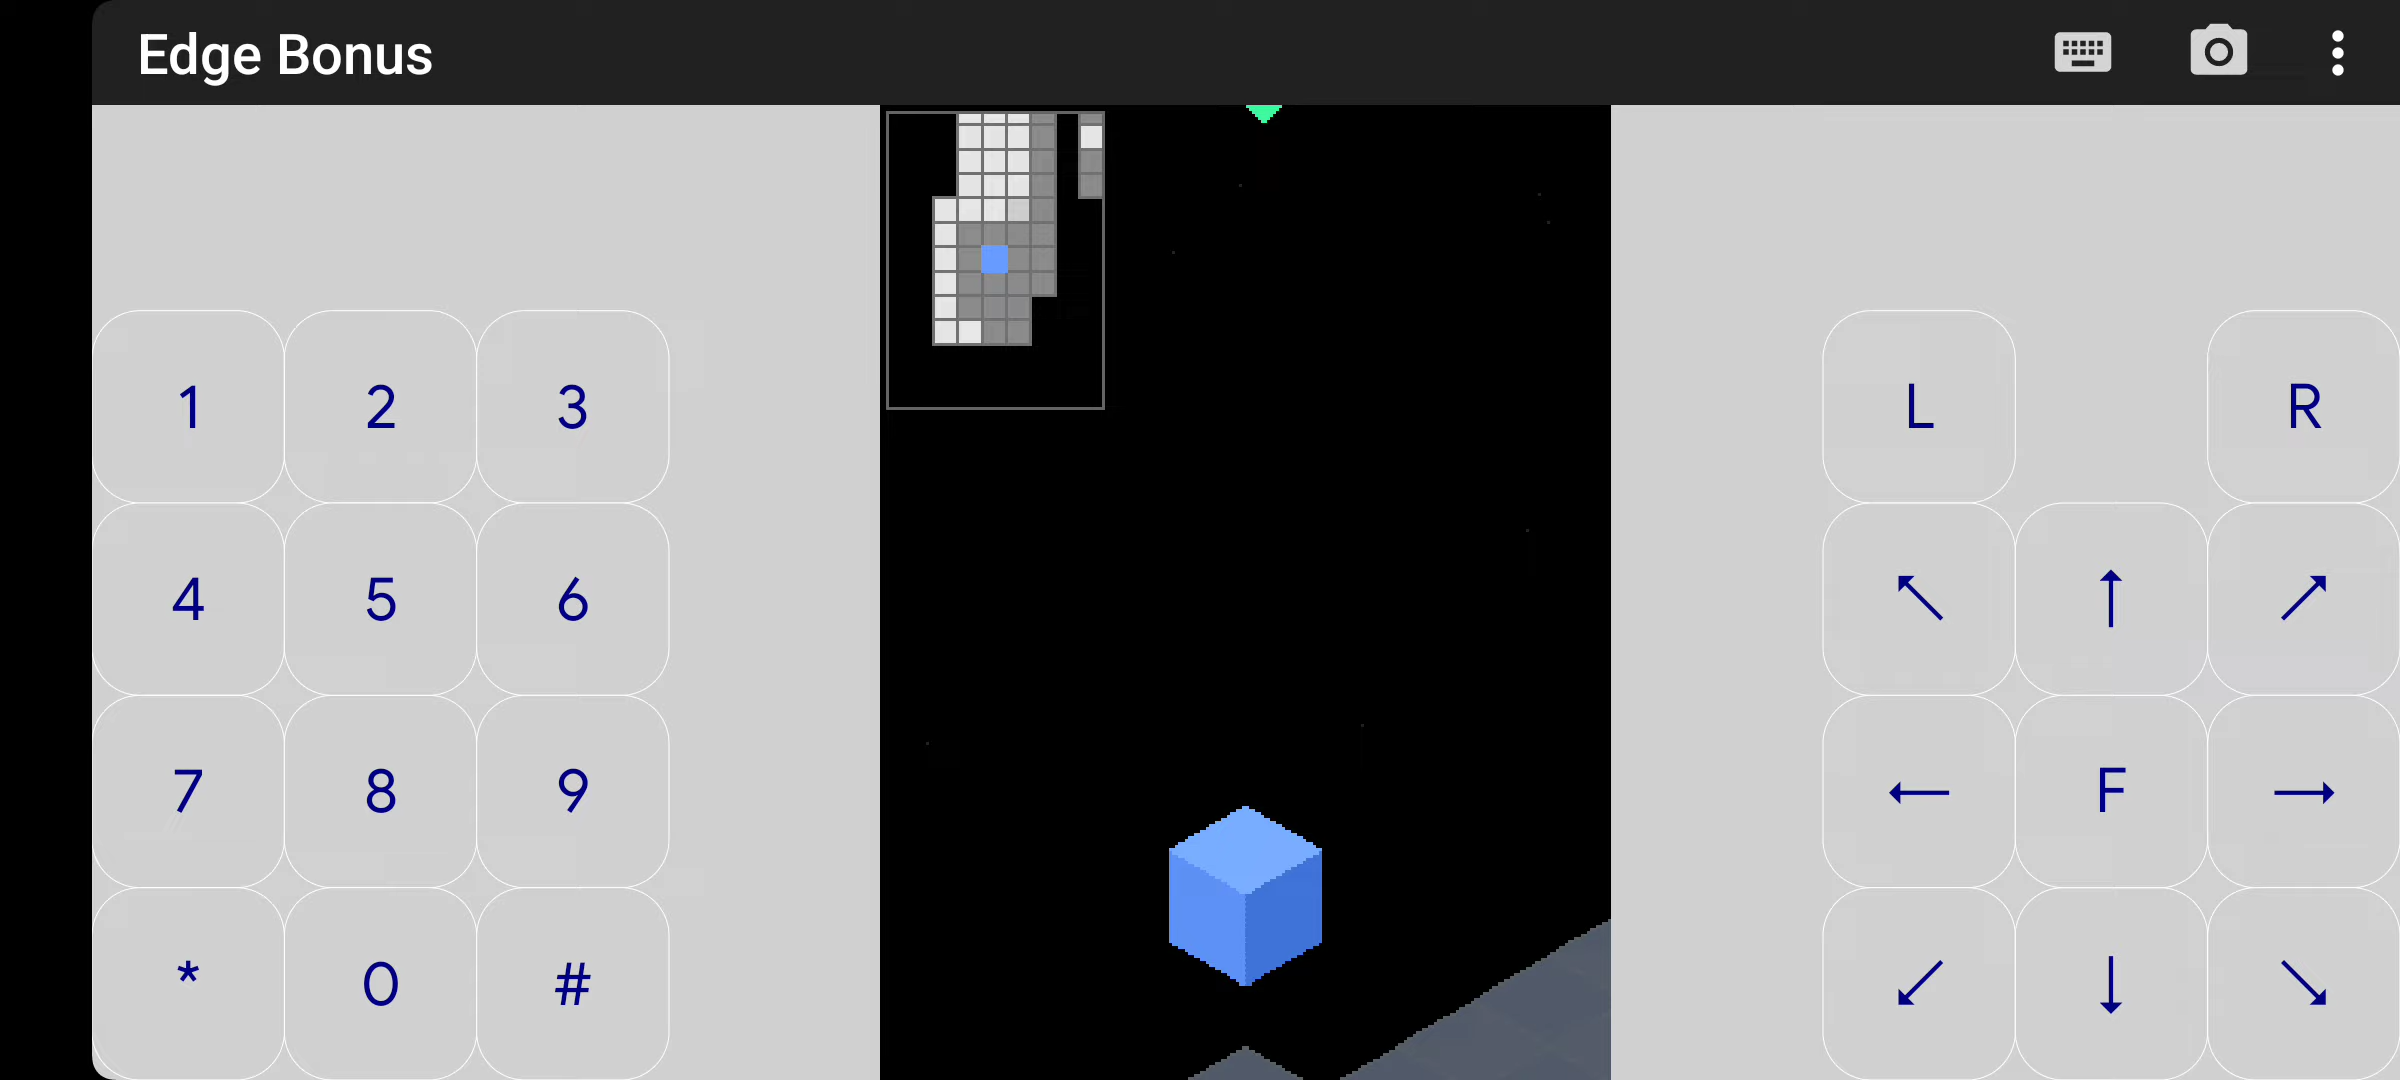 Edge Bonus
1 2 3 L R
4 5 6 ↖ ↑ ↗
7 8 9 ← F →
* 0 # ↙ ↓ ↘